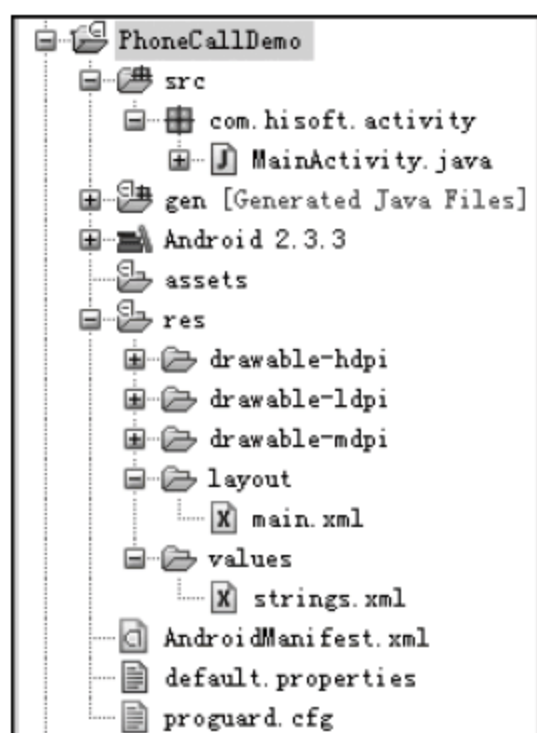 PhoneCallDemo
src
com.hisoft.activity
MainActivity.java
gen [Generated Java Files]
Android 2.3.3
assets
res
drawable-hdpi
drawable-ldpi
drawable-mdpi
layout
main.xml
values
strings.xml
AndroidManifest.xml
default.properties
proguard.cfg